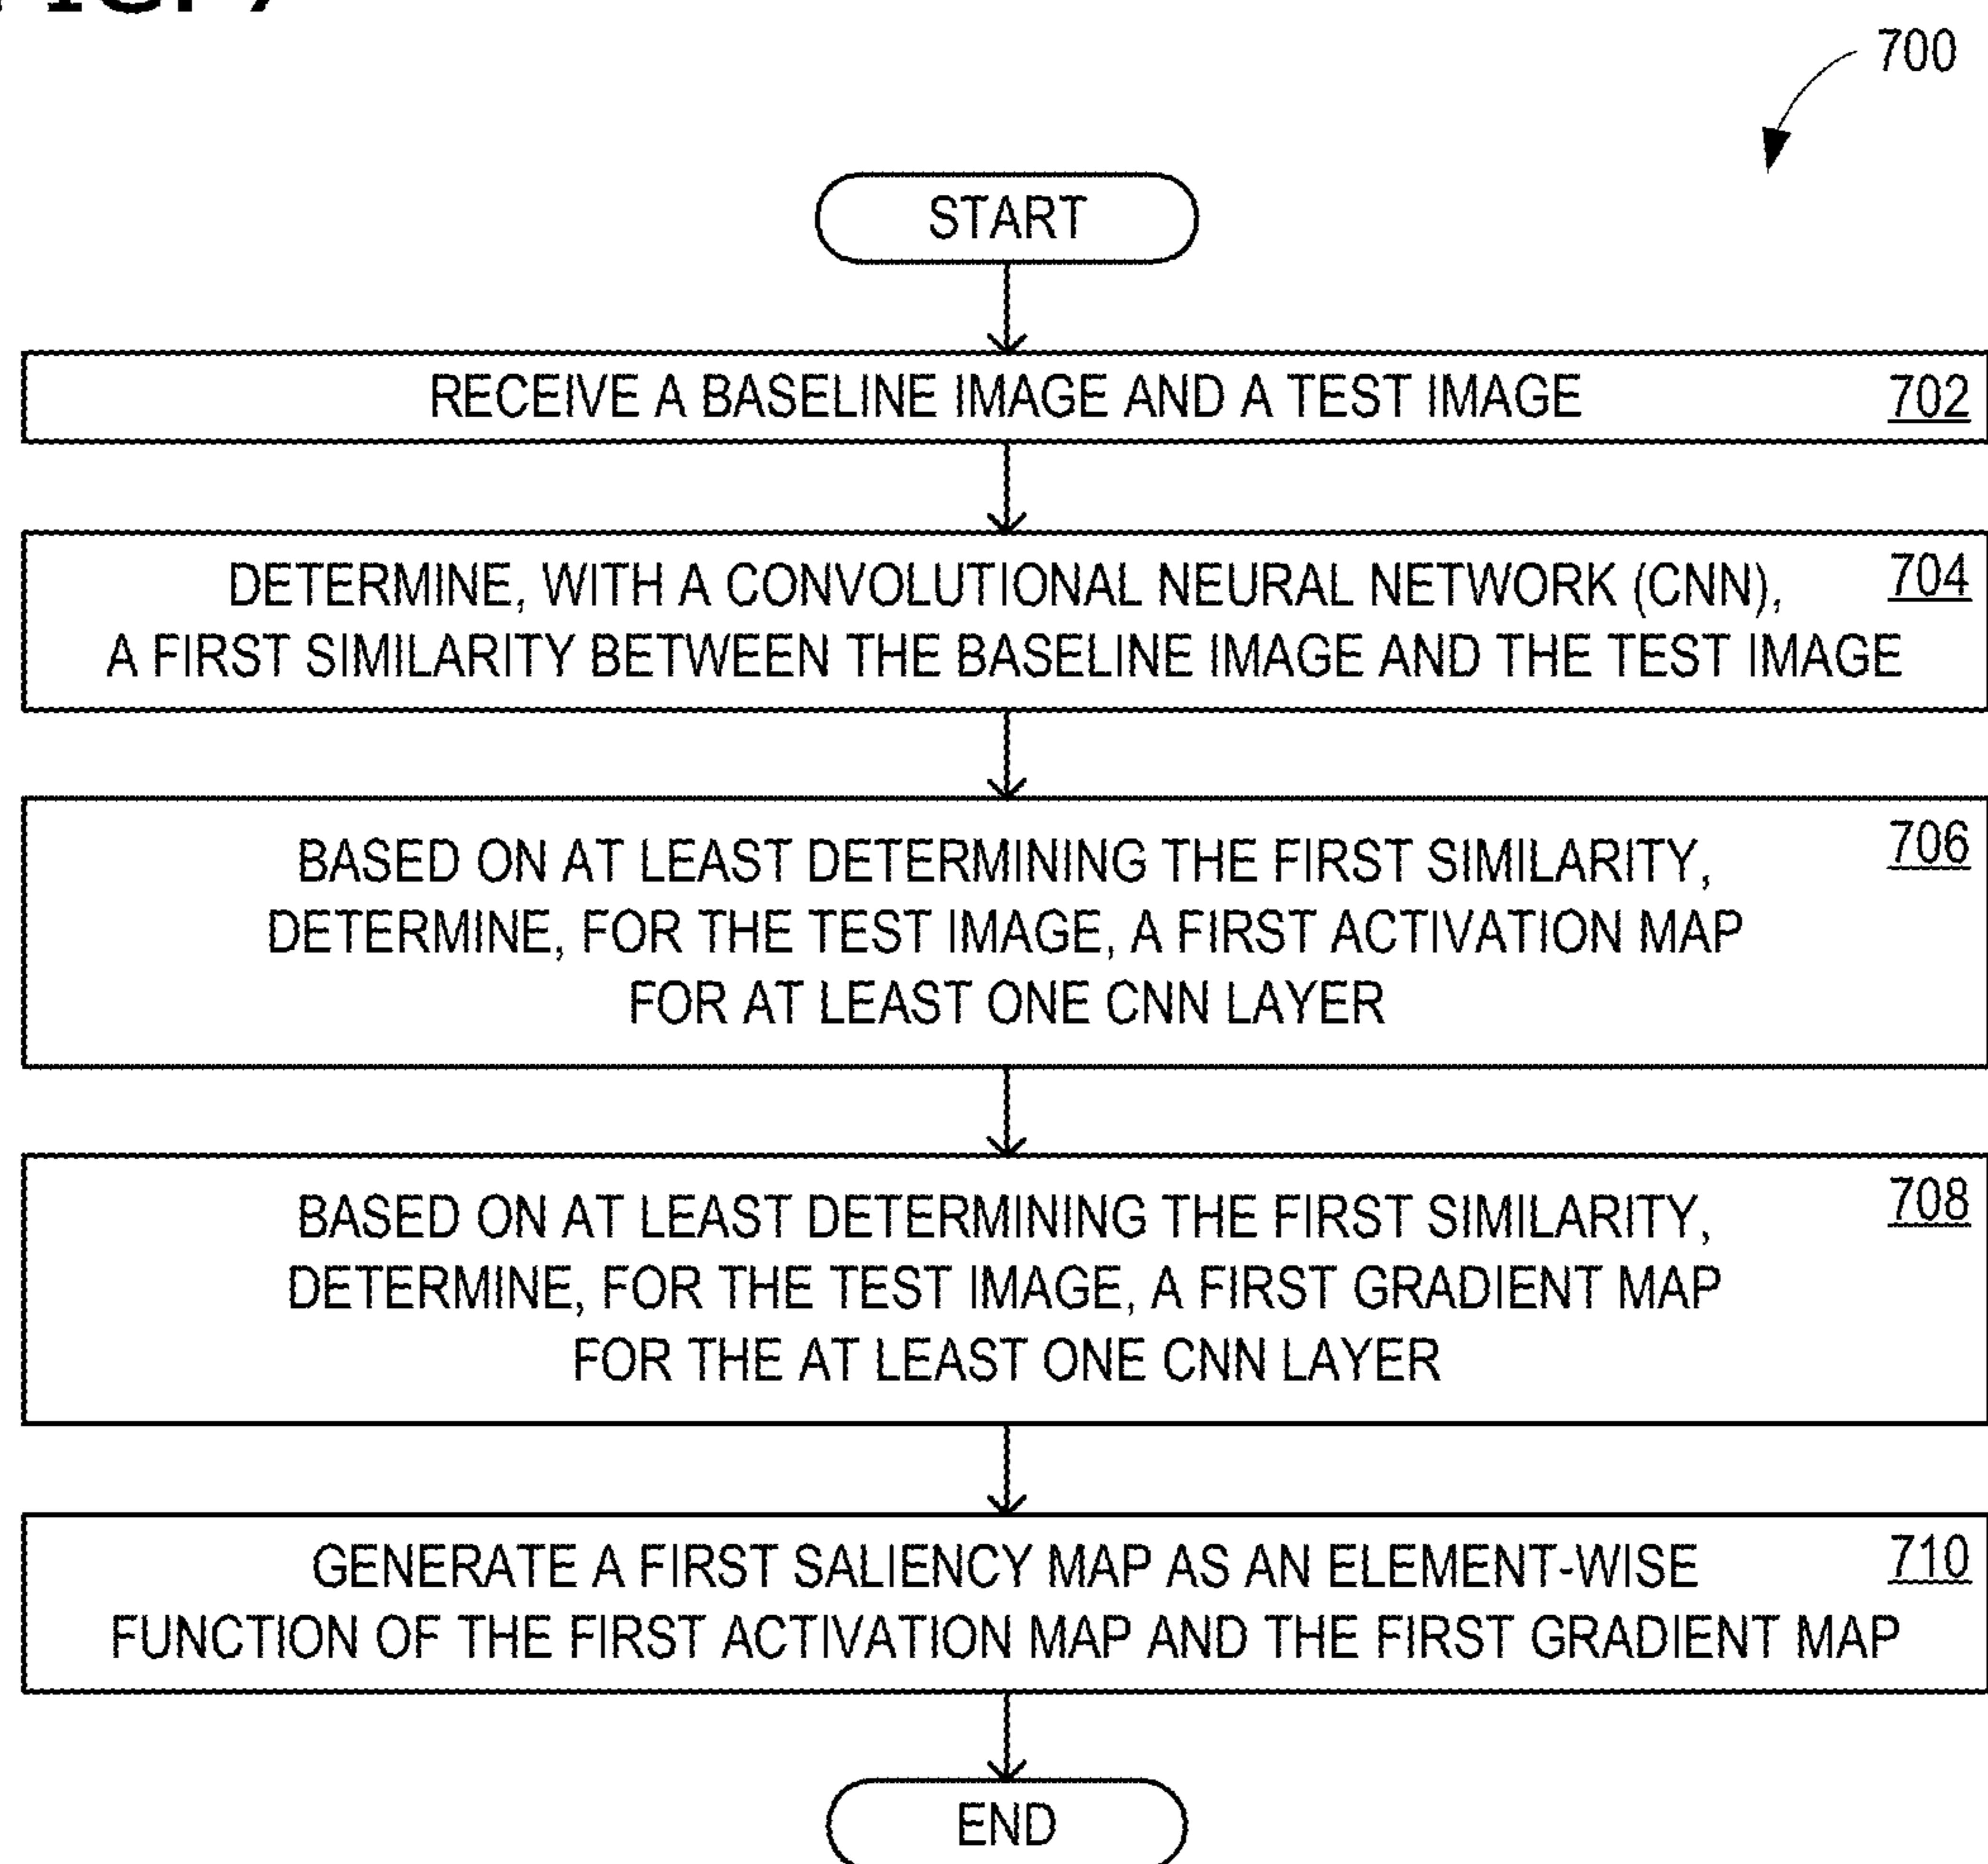 700
START
RECEIVE A BASELINE IMAGE AND A TEST IMAGE
702
DETERMINE, WITH A CONVOLUTIONAL NEURAL NETWORK (CNN),
704
A FIRST SIMILARITY BETWEEN THE BASELINE IMAGE AND THE TEST IMAGE
706
BASED ON AT LEAST DETERMINING THE FIRST SIMILARITY,
DETERMINE, FOR THE TEST IMAGE, A FIRST ACTIVATION MAP
FOR AT LEAST ONE CNN LAYER
708
BASED ON AT LEAST DETERMINING THE FIRST SIMILARITY,
DETERMINE, FOR THE TEST IMAGE, A FIRST GRADIENT MAP
FOR THE AT LEAST ONE CNN LAYER
GENERATE A FIRST SALIENCY MAP AS AN ELEMENT-WISE
710
FUNCTION OF THE FIRST ACTIVATION MAP AND THE FIRST GRADIENT MAP
END